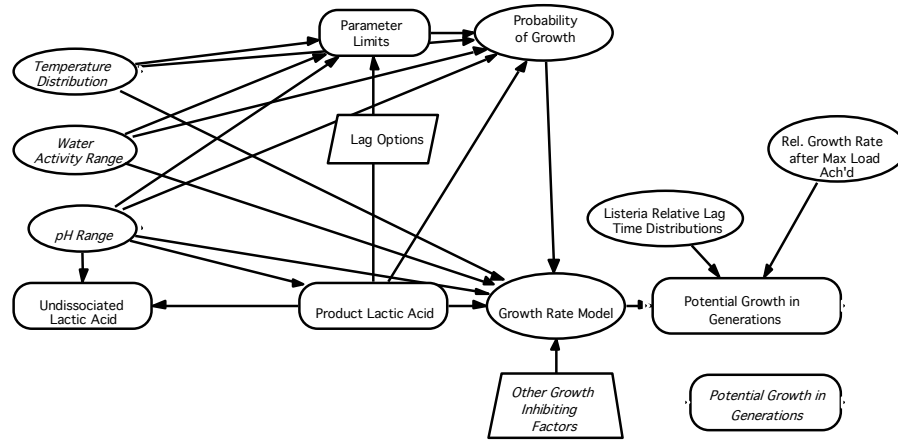 Parameter
Limits
Probability
of Growth
Temperature
Distribution
Lag Options
Water
Activity Range
Rel. Growth Rate
after Max Load
Ach'd
Listeria Relative Lag
Time Distributions
pH Range
Undissociated
Lactic Acid
Product Lactic Acid
Growth Rate Model
Potential Growth in
Generations
Other Growth
Inhibiting
Factors
Potential Growth in
Generations